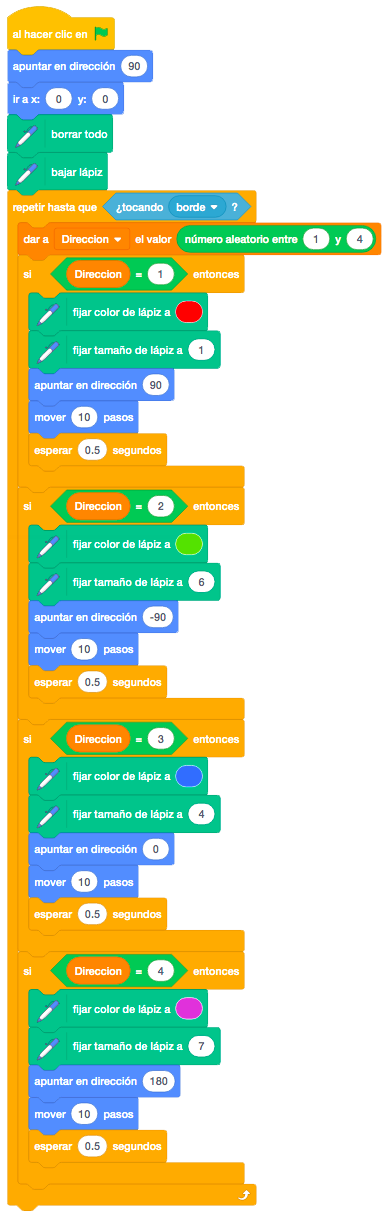 al hacer clic en
apuntar en dirección 90
ir a x: 0 y: 0
borrar todo
bajar lápiz
repetir hasta que ¿tocando borde ?
dar a Direccion el valor número aleatorio entre 1 y 4
si Direccion = 1 entonces
fijar color de lápiz a
fijar tamaño de lápiz a 1
apuntar en dirección 90
mover 10 pasos
esperar 0.5 segundos
si Direccion = 2 entonces
fijar color de lápiz a
fijar tamaño de lápiz a 6
apuntar en dirección -90
mover 10 pasos
esperar 0.5 segundos
si Direccion = 3 entonces
fijar color de lápiz a
fijar tamaño de lápiz a 4
apuntar en dirección 0
mover 10 pasos
esperar 0.5 segundos
si Direccion = 4 entonces
fijar color de lápiz a
fijar tamaño de lápiz a 7
apuntar en dirección 180
mover 10 pasos
esperar 0.5 segundos